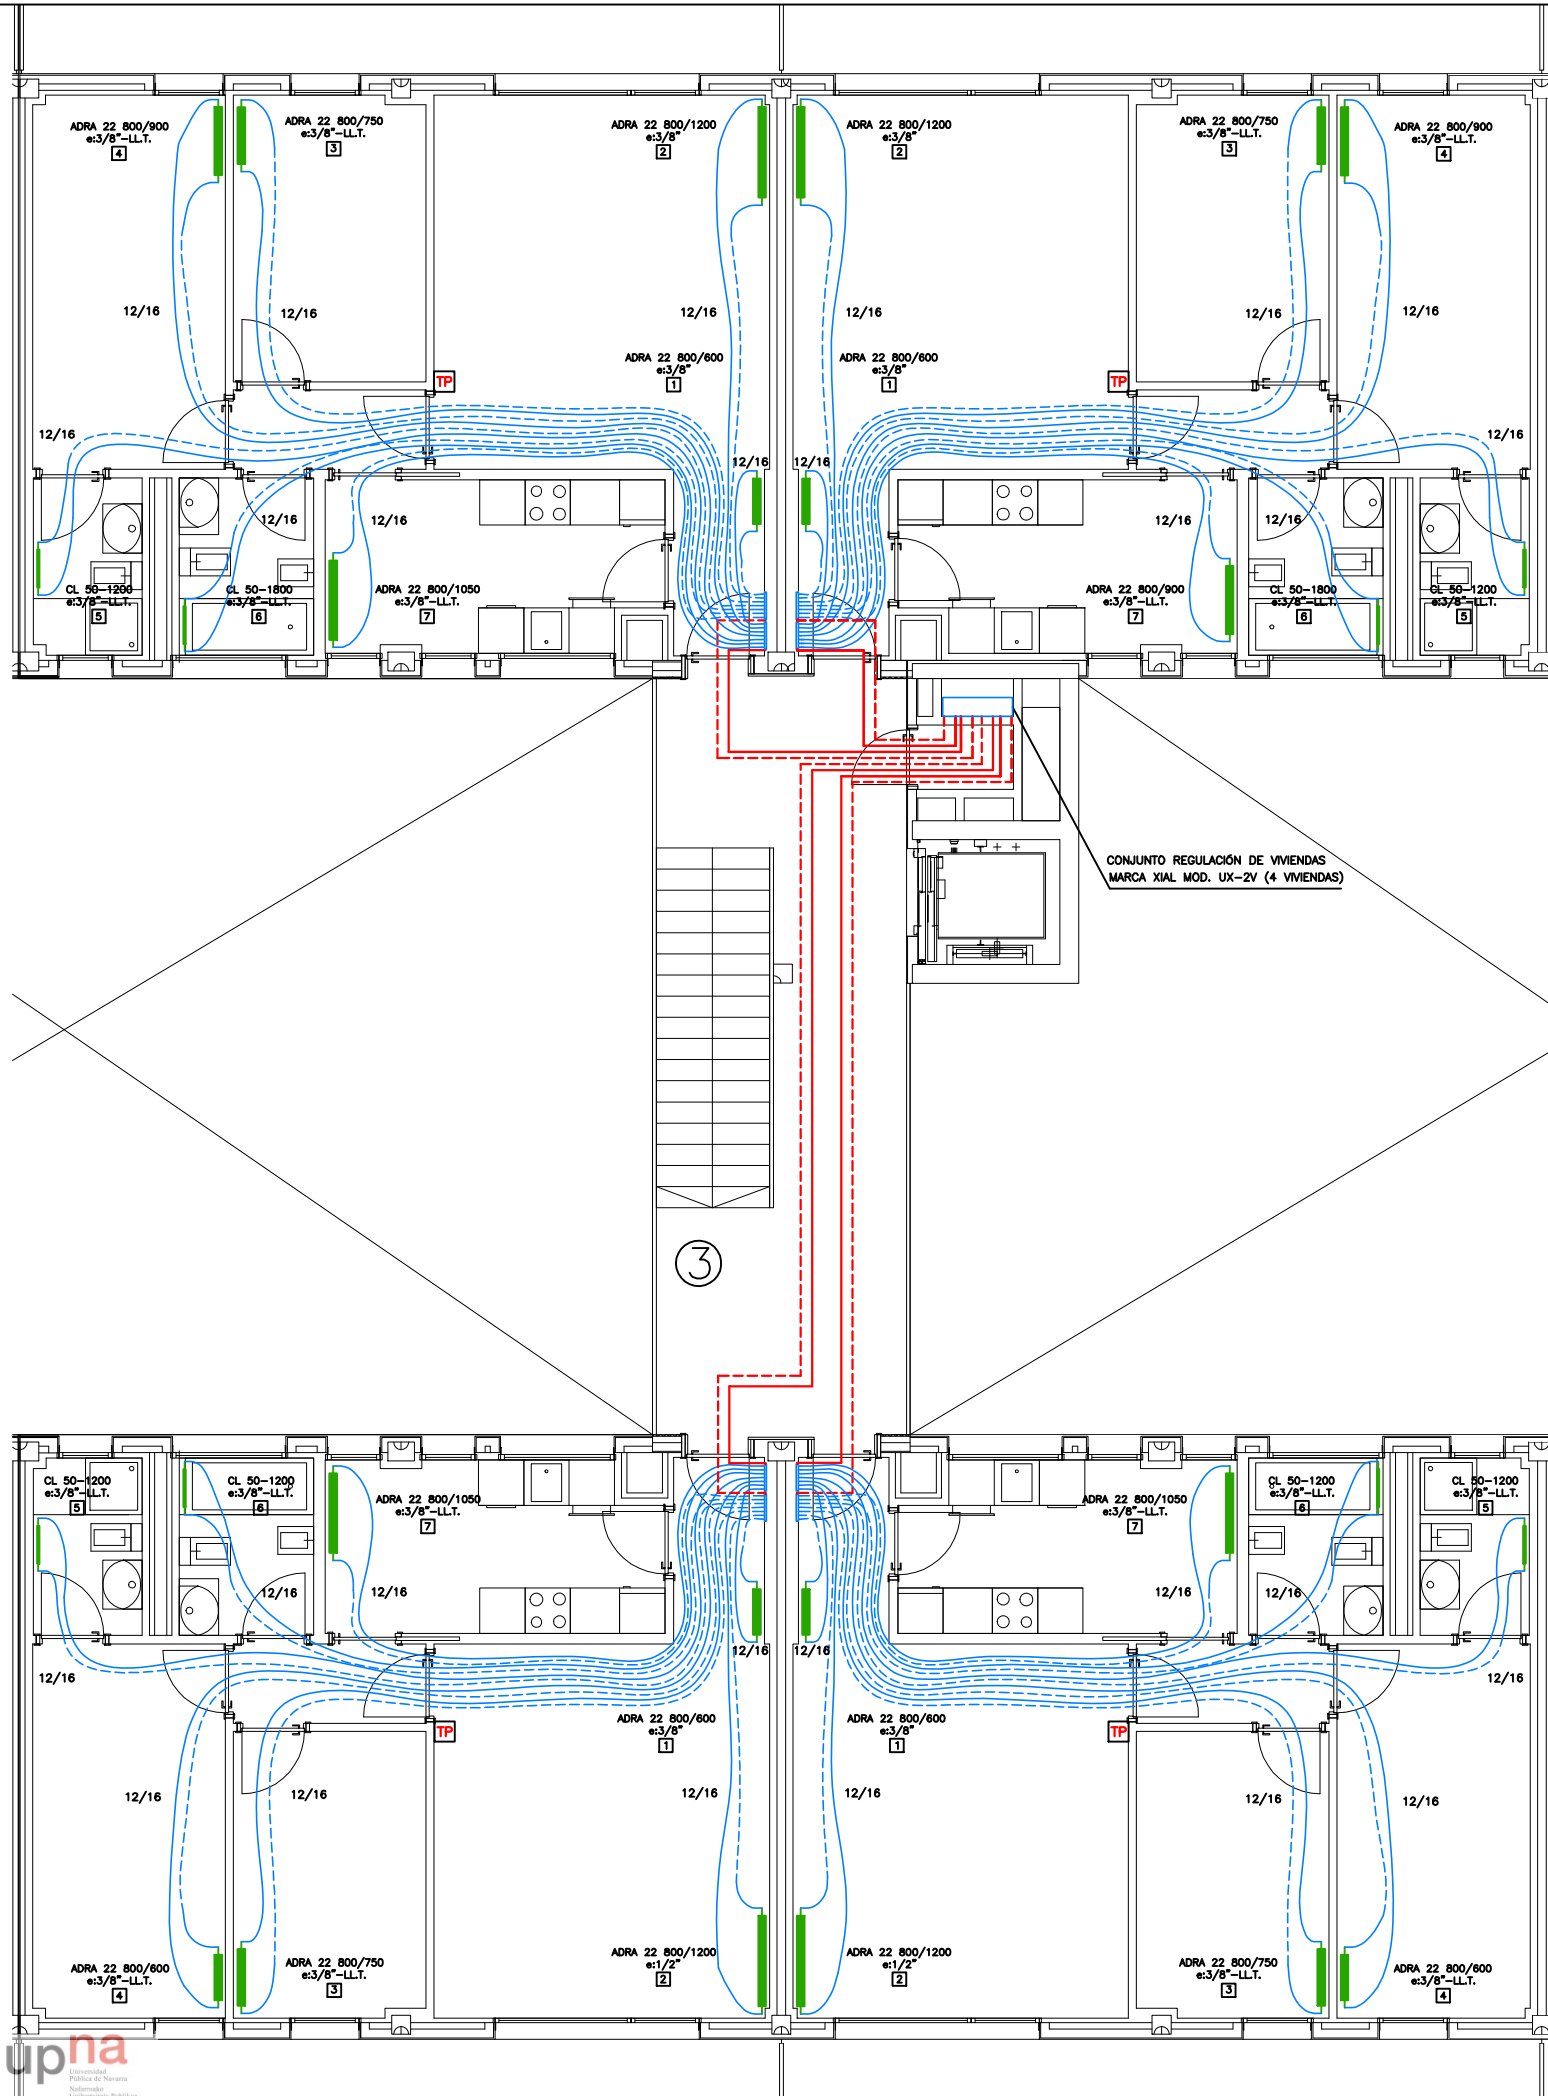 ADRA 22 800/900
e:3/8"-LL.T.
4
ADRA 22 800/750
e:3/8"-LL.T.
3
ADRA 22 800/1200
e:3/8"
2
ADRA 22 800/1200
e:3/8"
2
ADRA 22 800/750
e:3/8"-LL.T.
3
ADRA 22 800/900
e:3/8"-LL.T.
4
12/16
12/16
12/16
12/16
12/16
12/16
ADRA 22 800/600
e:3/8"
1
ADRA 22 800/600
e:3/8"
1
TP
TP
12/16
12/16
12/16
12/16
12/16
12/16
12/16
12/16
CL 50-1200
e:3/8"-LL.T.
5
CL 50-1800
e:3/8"-LL.T.
6
ADRA 22 800/1050
e:3/8"-LL.T.
7
ADRA 22 800/900
e:3/8"-LL.T.
7
CL 50-1800
e:3/8"-LL.T.
6
CL 50-1200
e:3/8"-LL.T.
5
CONJUNTO REGULACIÓN DE VIVIENDAS
MARCA XIAL MOD. UX-2V (4 VIVIENDAS)
3
CL 50-1200
e:3/8"-LL.T.
5
CL 50-1200
e:3/8"-LL.T.
6
ADRA 22 800/1050
e:3/8"-LL.T.
7
ADRA 22 800/1050
e:3/8"-LL.T.
7
CL 50-1200
e:3/8"-LL.T.
6
CL 50-1200
e:3/8"-LL.T.
5
12/16
12/16
12/16
12/16
12/16
12/16
12/16
12/16
ADRA 22 800/600
e:3/8"
1
ADRA 22 800/600
e:3/8"
1
TP
TP
12/16
12/16
12/16
12/16
12/16
12/16
ADRA 22 800/600
e:3/8"-LL.T.
4
ADRA 22 800/750
e:3/8"-LL.T.
3
ADRA 22 800/1200
e:1/2"
2
ADRA 22 800/1200
e:1/2"
2
ADRA 22 800/750
e:3/8"-LL.T.
3
ADRA 22 800/600
e:3/8"-LL.T.
4
upna
Universidad
Pública de Navarra
Nafarroako
Unibertsitate Publikoa